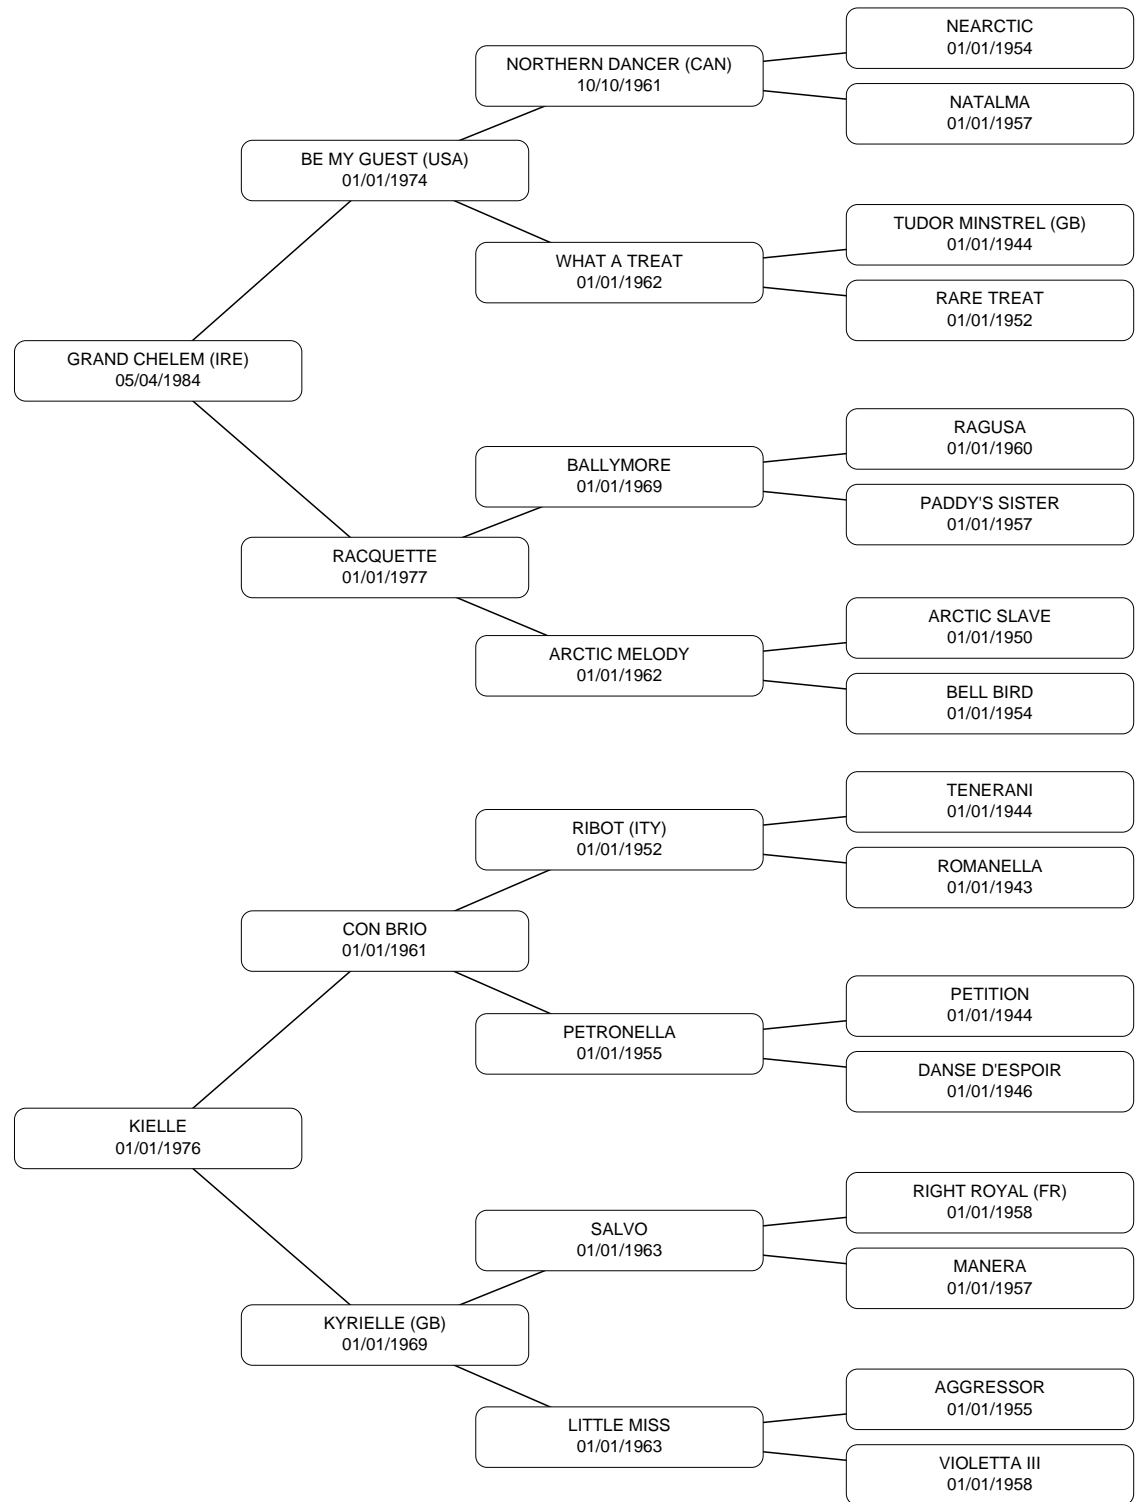 NEARCTIC
01/01/1954
NORTHERN DANCER (CAN)
10/10/1961
NATALMA
01/01/1957
BE MY GUEST (USA)
01/01/1974
TUDOR MINSTREL (GB)
01/01/1944
WHAT A TREAT
01/01/1962
RARE TREAT
01/01/1952
GRAND CHELEM (IRE)
05/04/1984
RAGUSA
01/01/1960
BALLYMORE
01/01/1969
PADDY'S SISTER
01/01/1957
RACQUETTE
01/01/1977
ARCTIC SLAVE
01/01/1950
ARCTIC MELODY
01/01/1962
BELL BIRD
01/01/1954
TENERANI
01/01/1944
RIBOT (ITY)
01/01/1952
ROMANELLA
01/01/1943
CON BRIO
01/01/1961
PETITION
01/01/1944
PETRONELLA
01/01/1955
DANSE D'ESPOIR
01/01/1946
KIELLE
01/01/1976
RIGHT ROYAL (FR)
01/01/1958
SALVO
01/01/1963
MANERA
01/01/1957
KYRIELLE (GB)
01/01/1969
AGGRESSOR
01/01/1955
LITTLE MISS
01/01/1963
VIOLETTA III
01/01/1958